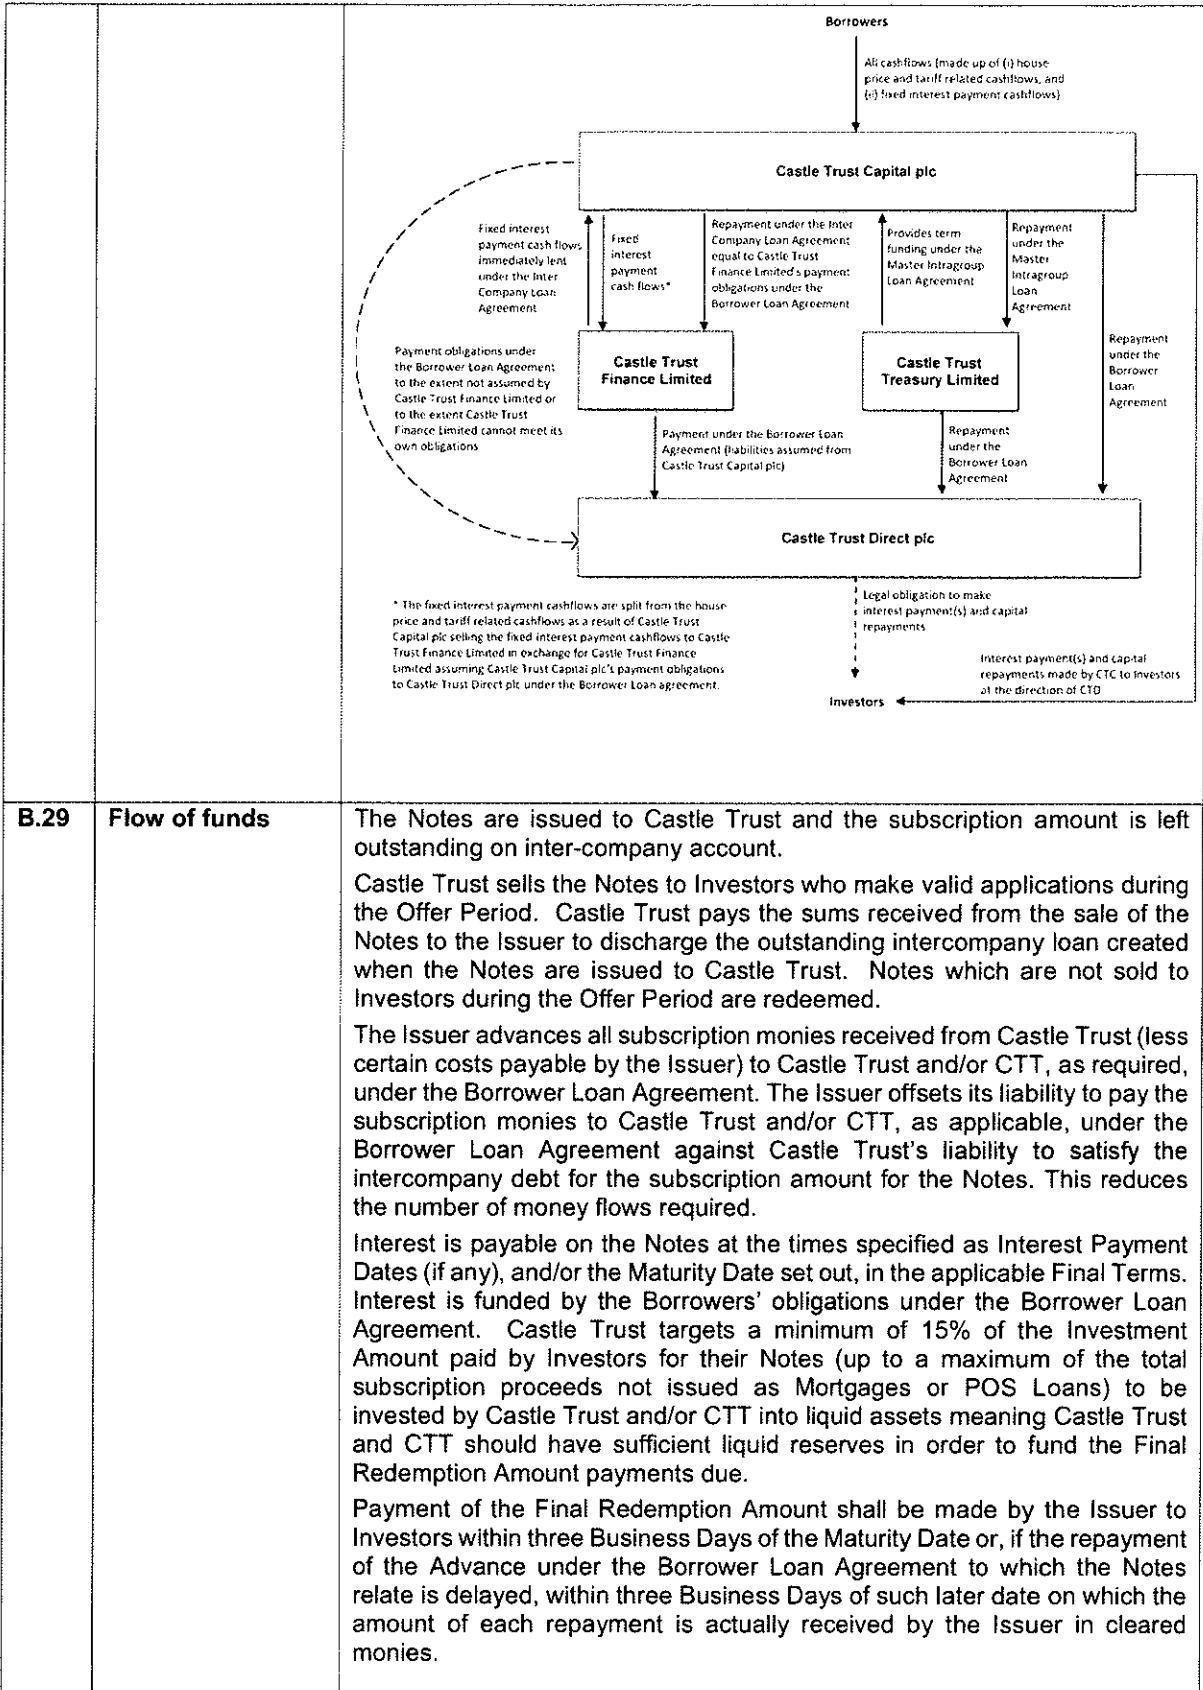 Borrowers
All cashflows (made up of (i) house
price and tariff related cashflows, and
(ii) fixed interest payment cashflows)
Castle Trust Capital plc
Fixed interest
payment cash flows
immediately lent
under the Inter
Company Loan
Agreement
Fixed
interest
payment
cash flows*
Repayment under the Inter
Company Loan Agreement
equal to Castle Trust
Finance Limited's payment
obligations under the
Borrower Loan Agreement
Provides term
funding under the
Master Intragroup
Loan Agreement
Repayment
under the
Master
Intragroup
Loan
Agreement
Repayment
under the
Borrower
Loan
Agreement
Payment obligations under
the Borrower Loan Agreement
to the extent not assumed by
Castle Trust Finance Limited or
to the extent Castle Trust
Finance Limited cannot meet its
own obligations
Castle Trust
Finance Limited
Castle Trust
Treasury Limited
Payment under the Borrower Loan
Agreement (liabilities assumed from
Castle Trust Capital plc)
Repayment
under the
Borrower Loan
Agreement
Castle Trust Direct plc
Legal obligation to make
interest payment(s) and capital
repayments
* The fixed interest payment cashflows are split from the house
price and tariff related cashflows as a result of Castle Trust
Capital plc selling the fixed interest payment cashflows to Castle
Trust Finance Limited in exchange for Castle Trust Finance
Limited assuming Castle Trust Capital plc's payment obligations
to Castle Trust Direct plc under the Borrower Loan agreement.
Interest payment(s) and capital
repayments made by CTC to Investors
at the direction of CTD
Investors
B.29 Flow of funds
The Notes are issued to Castle Trust and the subscription amount is left
outstanding on inter-company account.
Castle Trust sells the Notes to Investors who make valid applications during
the Offer Period. Castle Trust pays the sums received from the sale of the
Notes to the Issuer to discharge the outstanding intercompany loan created
when the Notes are issued to Castle Trust. Notes which are not sold to
Investors during the Offer Period are redeemed.
The Issuer advances all subscription monies received from Castle Trust (less
certain costs payable by the Issuer) to Castle Trust and/or CTT, as required,
under the Borrower Loan Agreement. The Issuer offsets its liability to pay the
subscription monies to Castle Trust and/or CTT, as applicable, under the
Borrower Loan Agreement against Castle Trust's liability to satisfy the
intercompany debt for the subscription amount for the Notes. This reduces
the number of money flows required.
Interest is payable on the Notes at the times specified as Interest Payment
Dates (if any), and/or the Maturity Date set out, in the applicable Final Terms.
Interest is funded by the Borrowers' obligations under the Borrower Loan
Agreement. Castle Trust targets a minimum of 15% of the Investment
Amount paid by Investors for their Notes (up to a maximum of the total
subscription proceeds not issued as Mortgages or POS Loans) to be
invested by Castle Trust and/or CTT into liquid assets meaning Castle Trust
and CTT should have sufficient liquid reserves in order to fund the Final
Redemption Amount payments due.
Payment of the Final Redemption Amount shall be made by the Issuer to
Investors within three Business Days of the Maturity Date or, if the repayment
of the Advance under the Borrower Loan Agreement to which the Notes
relate is delayed, within three Business Days of such later date on which the
amount of each repayment is actually received by the Issuer in cleared
monies.